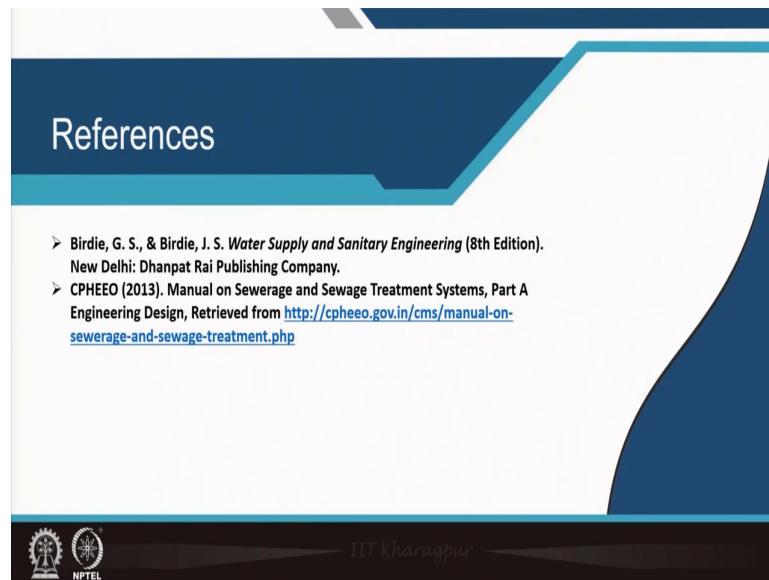 References
➤ Birdie, G. S., & Birdie, J. S. Water Supply and Sanitary Engineering (8th Edition).
New Delhi: Dhanpat Rai Publishing Company.
➤ CPHEEO (2013). Manual on Sewerage and Sewage Treatment Systems, Part A
Engineering Design, Retrieved from http://cpheeo.gov.in/cms/manual-on-
sewerage-and-sewage-treatment.php
IIT Kharagpur
NPTEL